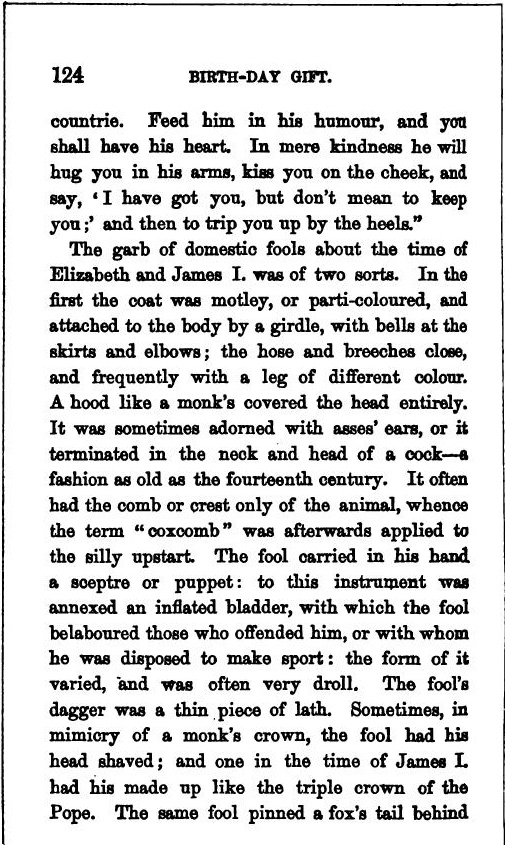 124 BIRTH-DAY GIFT.
countrie. Feed him in his humour, and you
shall have his heart. In mere kindness he will
hug you in his arms, kiss you on the cheek, and
say, ‘I have got you, but don’t mean to keep
you;’ and then to trip you up by the heels.”
The garb of domestic fools about the time of
Elizabeth and James I. was of two sorts. In the
first the coat was motley, or parti-coloured, and
attached to the body by a girdle, with bells at the
skirts and elbows; the hose and breeches close,
and frequently with a leg of different colour.
A hood like a monk’s covered the head entirely.
It was sometimes adorned with asses’ ears, or it
terminated in the neck and head of a cock—a
fashion as old as the fourteenth century. It often
had the comb or crest only of the animal, whence
the term “coxcomb” was afterwards applied to
the silly upstart. The fool carried in his hand
a sceptre or puppet: to this instrument was
annexed an inflated bladder, with which the fool
belaboured those who offended him, or with whom
he was disposed to make sport: the form of it
varied, and was often very droll. The fool’s
dagger was a thin piece of lath. Sometimes, in
mimicry of a monk’s crown, the fool had his
head shaved; and one in the time of James I.
had his made up like the triple crown of the
Pope. The same fool pinned a fox’s tail behind